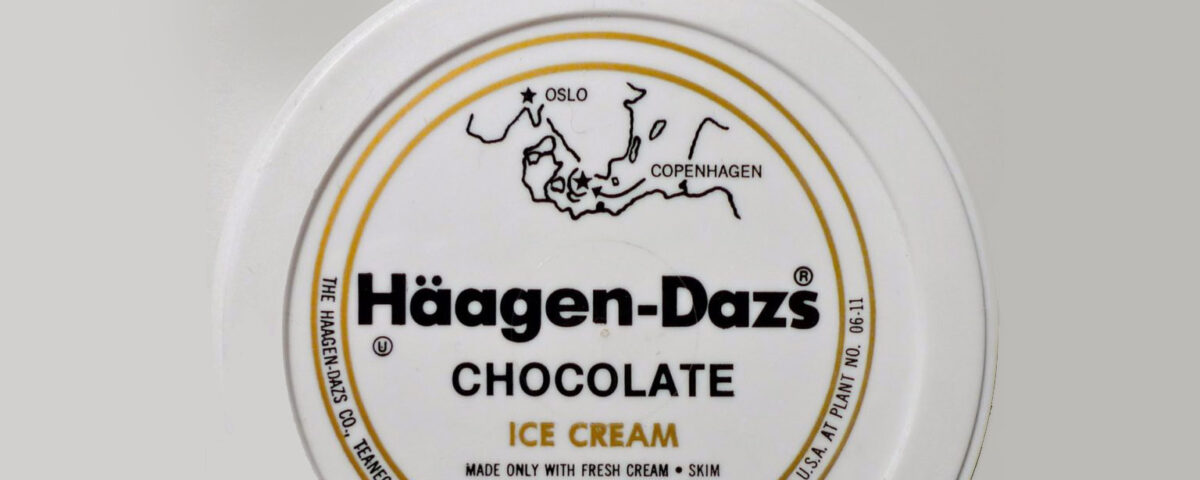 OSLO
COPENHAGEN
Häagen-Dazs®
Ⓤ
CHOCOLATE
ICE CREAM
MADE ONLY WITH FRESH CREAM • SKIM
THE HAAGEN-DAZS CO.,
U.S.A. AT PLANT NO. 06-11